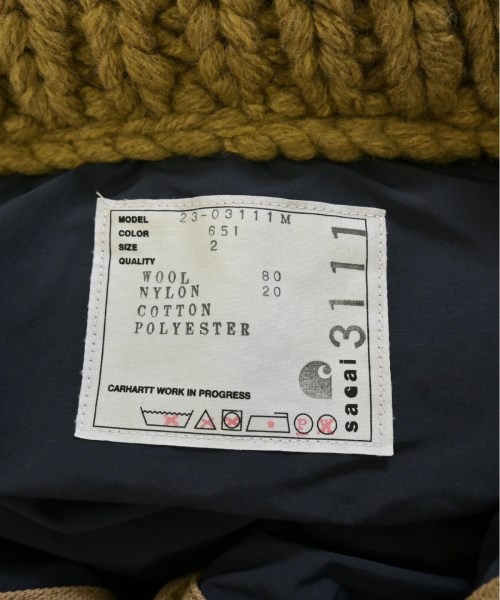 MODEL 23-03111M
COLOR 651
SIZE 2
QUALITY
WOOL 80
NYLON 20
COTTON
POLYESTER
CARHARTT WORK IN PROGRESS
P W
sacai 3111